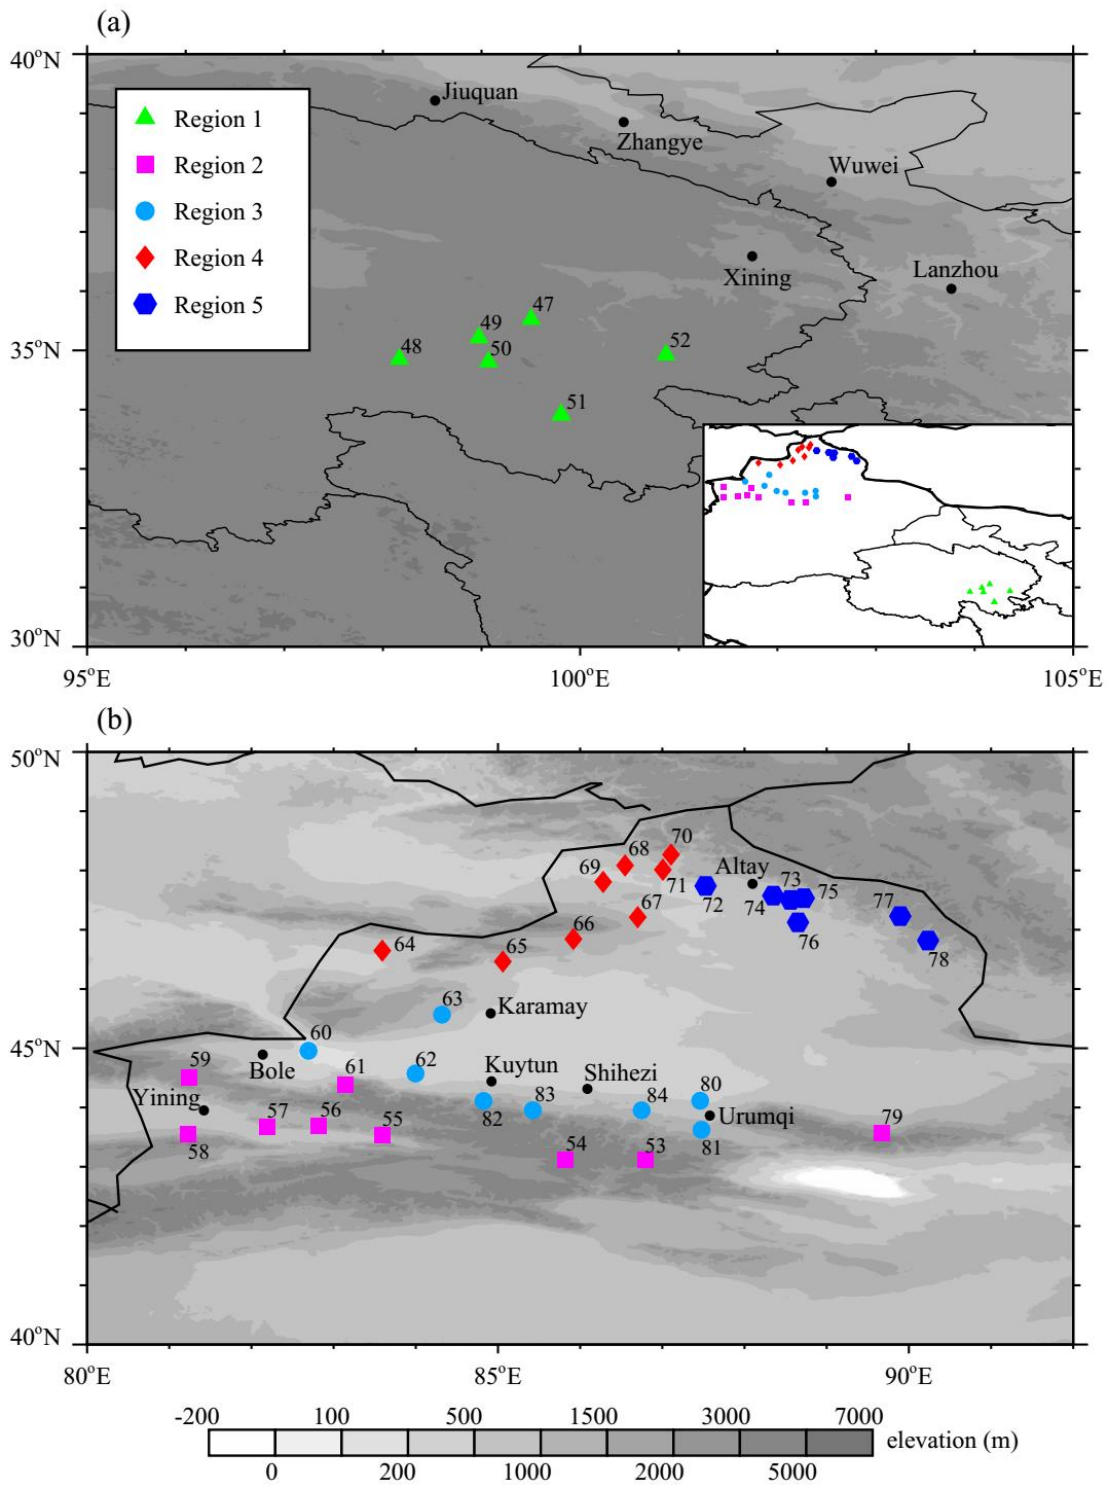 (a)
40°N
Jiuquan
Region 1
Zhangye
Region 2
Wuwei
Region 3
Region 4
Xining
Lanzhou
Region 5
47
49
48
50
52
35°N
51
30°N
95°E 100°E 105°E
(b)
50°N
70
68
69
Altay
71
73
75
72
74
77
67
66
76
78
64
65
63
Karamay
60
45°N
59
Bole
61
62
Kuytun
Shihezi
80
Yining
57
56
55
82
83
84
Urumqi
79
58
54
53
81
40°N
80°E 85°E 90°E
-200 100 500 1500 3000 7000
elevation (m)
0 200 1000 2000 5000